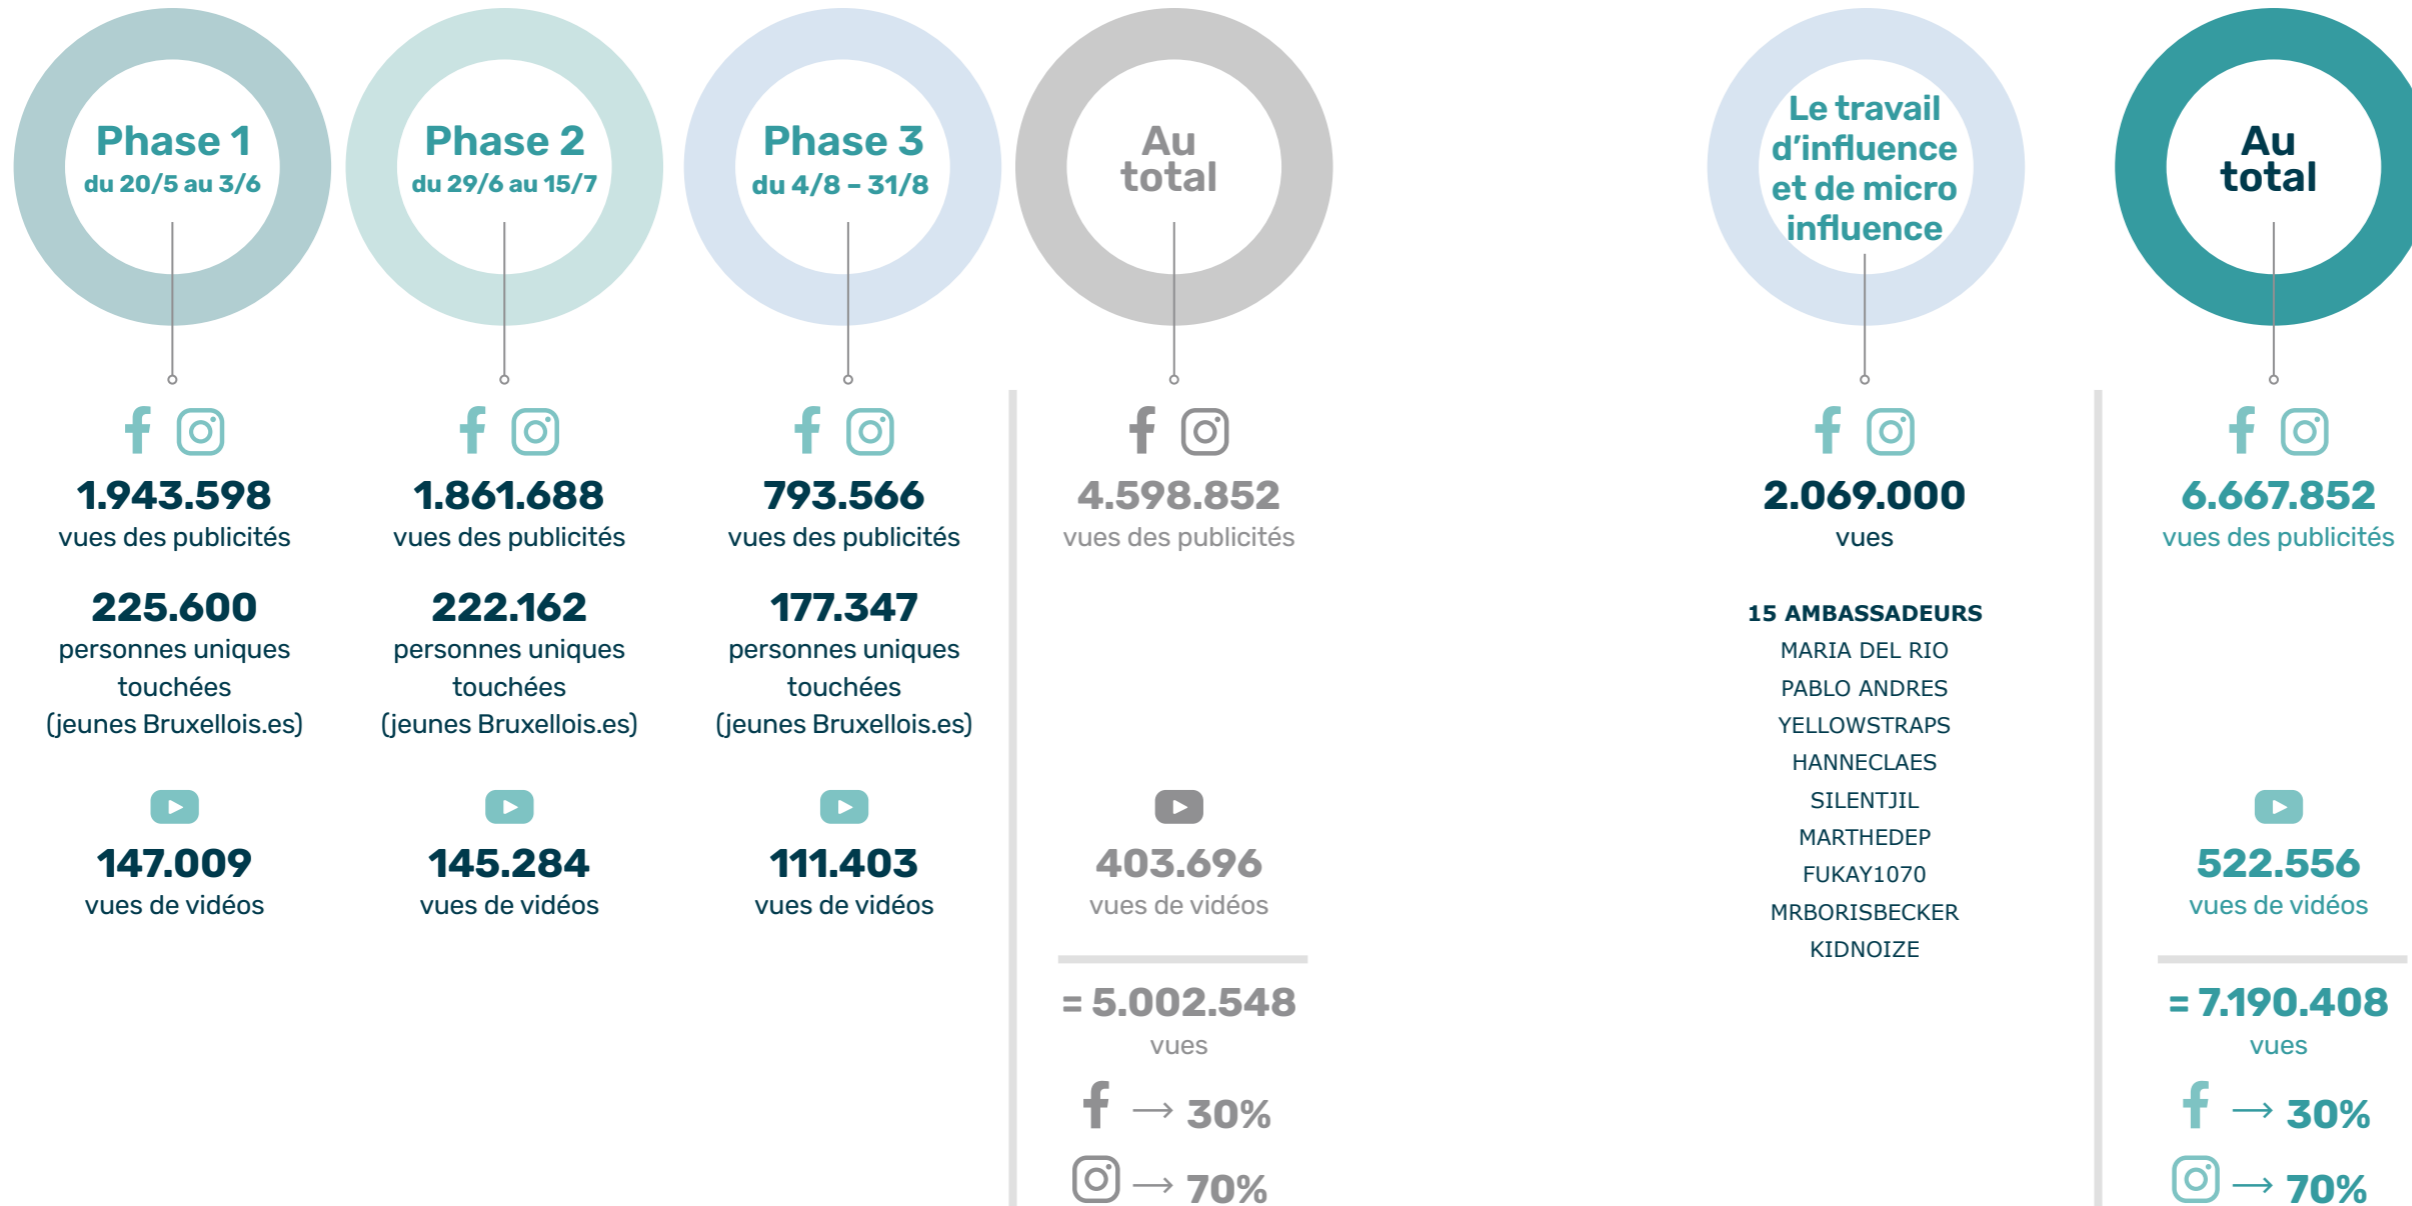 Phase 1
du 20/5 au 3/6
1.943.598
vues des publicités
225.600
personnes uniques
touchées
(jeunes Bruxellois.es)
147.009
vues de vidéos
Phase 2
du 29/6 au 15/7
1.861.688
vues des publicités
222.162
personnes uniques
touchées
(jeunes Bruxellois.es)
145.284
vues de vidéos
Phase 3
du 4/8 – 31/8
793.566
vues des publicités
177.347
personnes uniques
touchées
(jeunes Bruxellois.es)
111.403
vues de vidéos
Au
total
4.598.852
vues des publicités
403.696
vues de vidéos
= 5.002.548
vues
→ 30%
→ 70%
Le travail
d’influence
et de micro
influence
2.069.000
vues
15 AMBASSADEURS
MARIA DEL RIO
PABLO ANDRES
YELLOWSTRAPS
HANNECLAES
SILENTJIL
MARTHEDEP
FUKAY1070
MRBORISBECKER
KIDNOIZE
Au
total
6.667.852
vues des publicités
522.556
vues de vidéos
= 7.190.408
vues
→ 30%
→ 70%